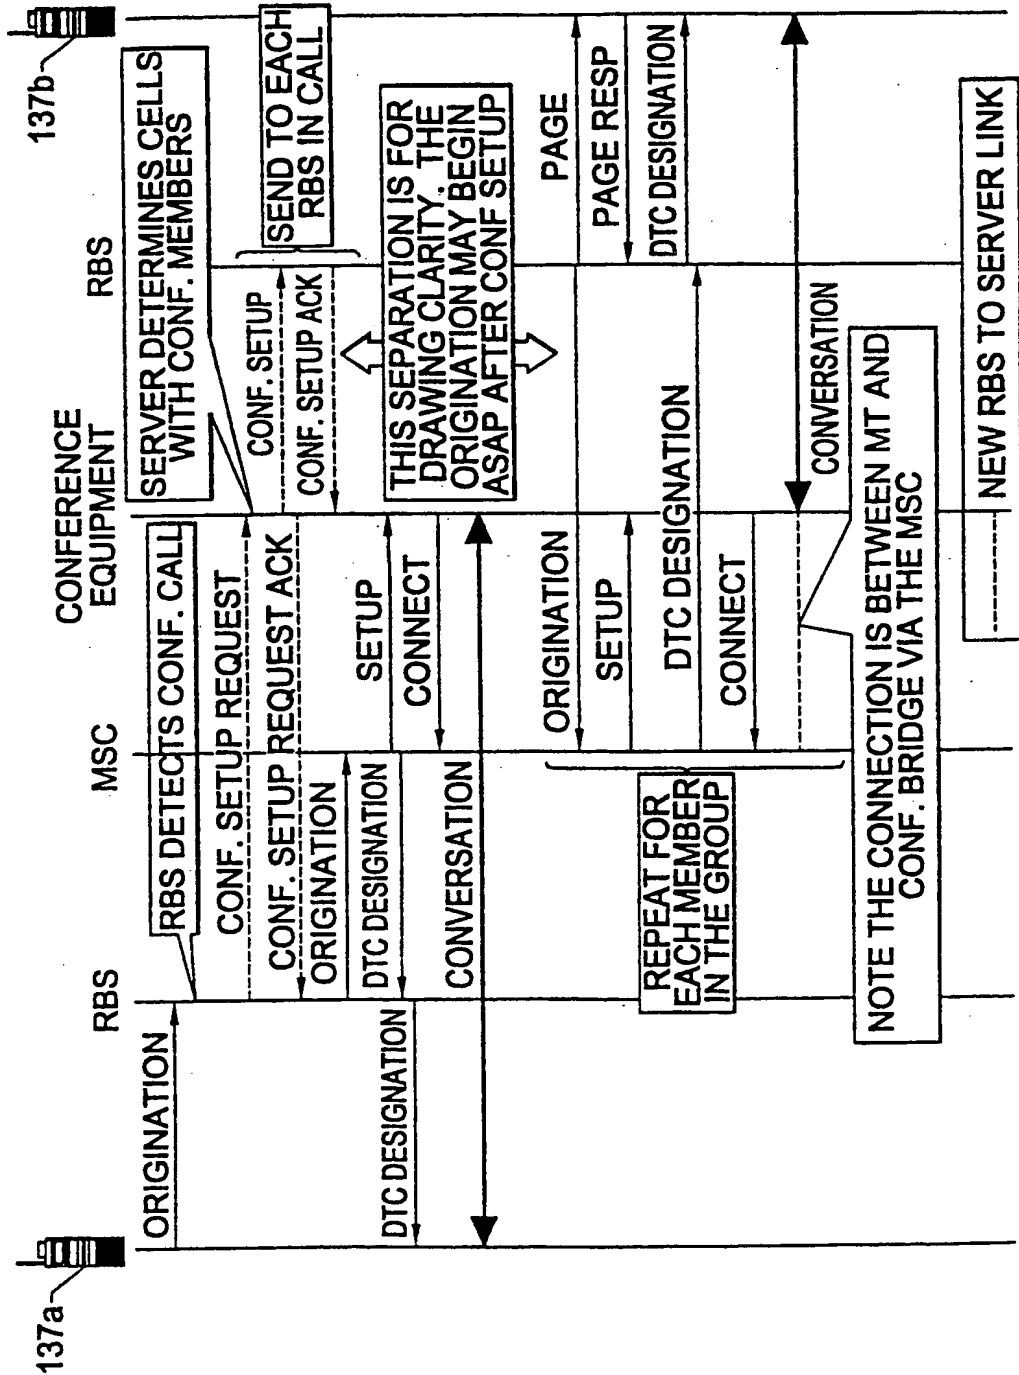 137a
137b
RBS
MSC
CONFERENCE
EQUIPMENT
RBS
ORIGINATION
RBS DETECTS CONF. CALL
SERVER DETERMINES CELLS
WITH CONF. MEMBERS
CONF. SETUP REQUEST
CONF. SETUP
SEND TO EACH
RBS IN CALL
CONF. SETUP REQUEST ACK
CONF. SETUP ACK
ORIGINATION
SETUP
DTC DESIGNATION
DTC DESIGNATION
CONNECT
THIS SEPARATION IS FOR
DRAWING CLARITY. THE
ORIGINATION MAY BEGIN
ASAP AFTER CONF SETUP
CONVERSATION
ORIGINATION
PAGE
SETUP
PAGE RESP
REPEAT FOR
EACH MEMBER
IN THE GROUP
DTC DESIGNATION
DTC DESIGNATION
CONNECT
CONVERSATION
NOTE THE CONNECTION IS BETWEEN MT AND
CONF. BRIDGE VIA THE MSC
NEW RBS TO SERVER LINK